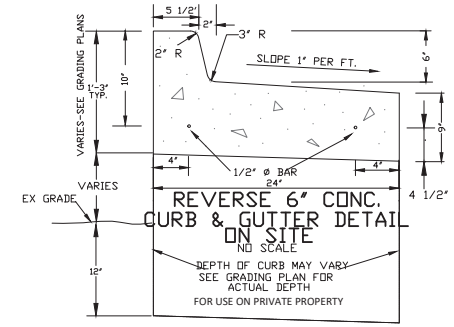 5 1/2"
2"
3" R
2" R
SLOPE 1" PER FT.
6"
VARIES-SEE GRADING PLANS
1'-3"
TYP.
10"
9"
4"
1/2" Ø BAR
4"
24"
4 1/2"
VARIES
EX GRADE
REVERSE 6" CONC.
CURB & GUTTER DETAIL
ON SITE
NO SCALE
12"
DEPTH OF CURB MAY VARY
SEE GRADING PLAN FOR
ACTUAL DEPTH
FOR USE ON PRIVATE PROPERTY